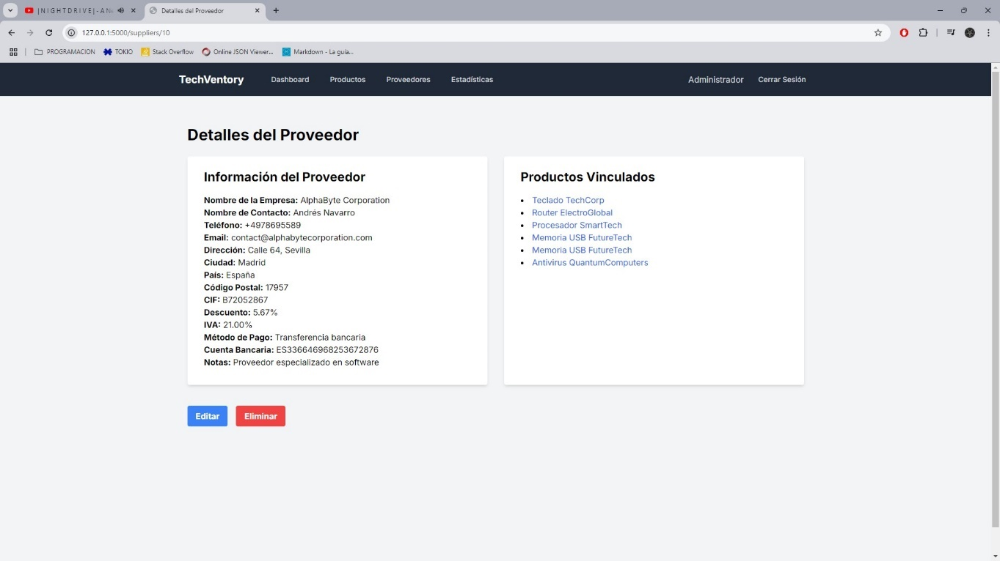 |NIGHTDRIVE|-AN
Detalles del Proveedor
127.0.0.1:5000/suppliers/10
PROGRAMACION
TOKIO
Stack Overflow
Online JSON Viewer...
Markdown - La guía...
TechVentory
Dashboard
Productos
Proveedores
Estadísticas
Administrador
Cerrar Sesión
Detalles del Proveedor
Información del Proveedor
Nombre de la Empresa: AlphaByte Corporation
Nombre de Contacto: Andrés Navarro
Teléfono: +4978695589
Email: contact@alphabytecorporation.com
Dirección: Calle 64, Sevilla
Ciudad: Madrid
País: España
Código Postal: 17957
CIF: B72052867
Descuento: 5.67%
IVA: 21.00%
Método de Pago: Transferencia bancaria
Cuenta Bancaria: ES336646968253672876
Notas: Proveedor especializado en software
Productos Vinculados
Teclado TechCorp
Router ElectroGlobal
Procesador SmartTech
Memoria USB FutureTech
Memoria USB FutureTech
Antivirus QuantumComputers
Editar
Eliminar